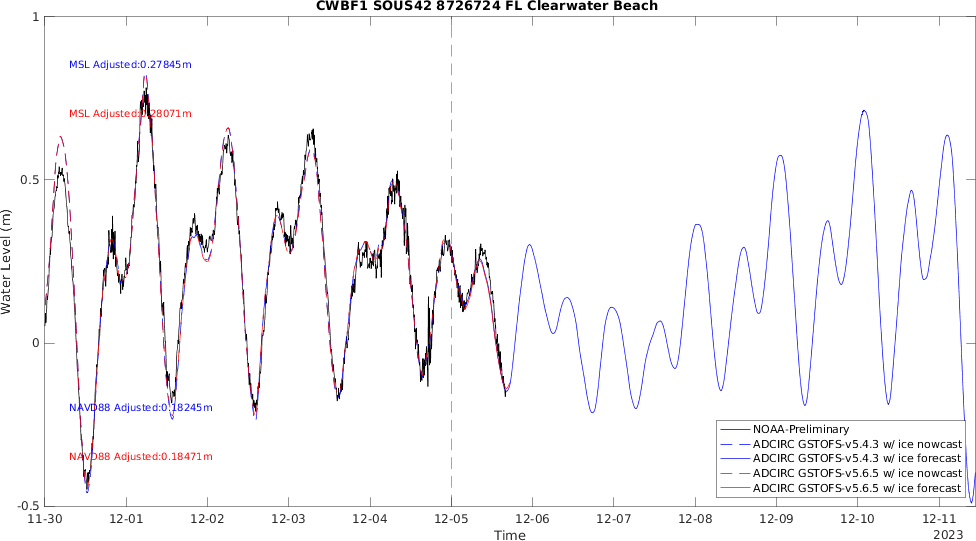 CWBF1 SOUS42 8726724 FL Clearwater Beach
1
MSL Adjusted:0.27845m
MSL Adjusted:0.28071m
0.5
Water Level (m)
0
NAVD88 Adjusted:0.18245m
NAVD88 Adjusted:0.18471m
NOAA-Preliminary
ADCIRC GSTOFS-v5.4.3 w/ ice nowcast
ADCIRC GSTOFS-v5.4.3 w/ ice forecast
ADCIRC GSTOFS-v5.6.5 w/ ice nowcast
ADCIRC GSTOFS-v5.6.5 w/ ice forecast
-0.5
11-30 12-01 12-02 12-03 12-04 12-05 12-06 12-07 12-08 12-09 12-10 12-11
Time
2023